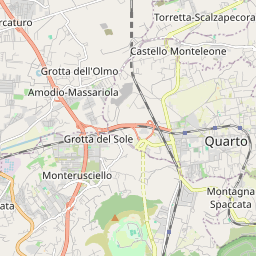 rcaturo
Torretta-Scalzapecora
Castello Monteleone
Grotta dell'Olmo
Amodio-Massariola
Grotta del Sole
Quarto
Monterusciello
Montagna
Spaccata
ata